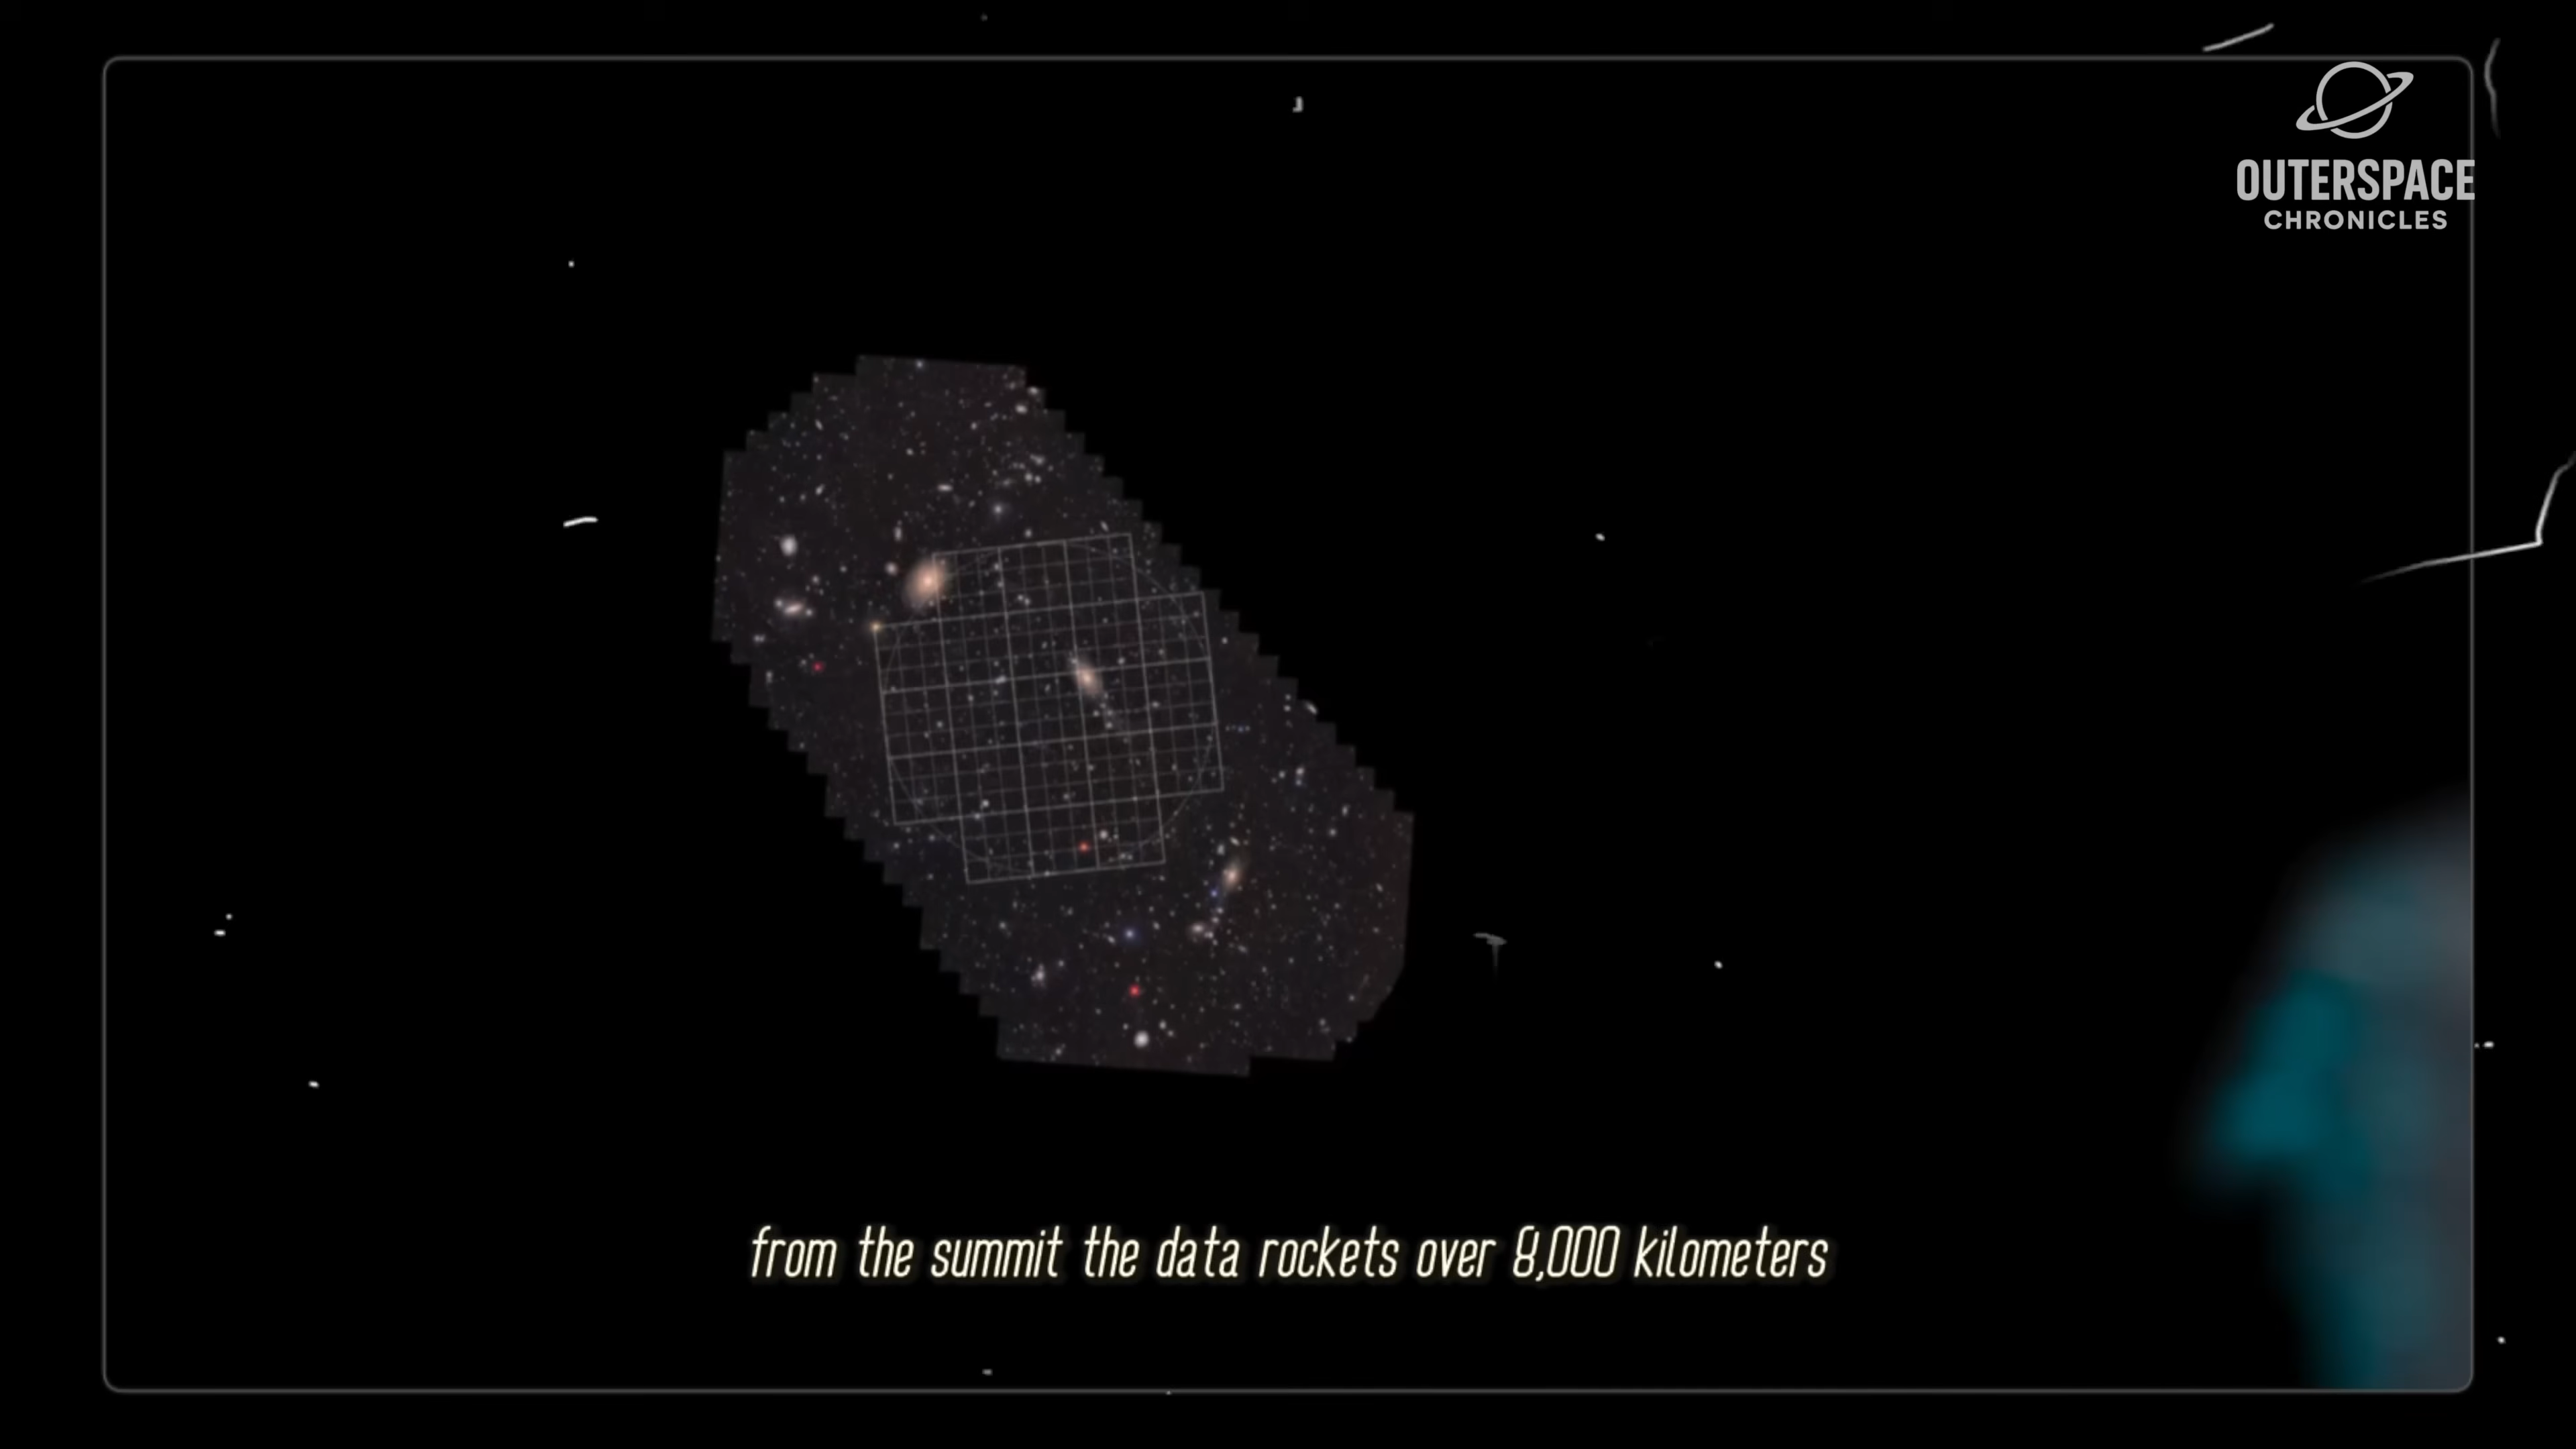 OUTERSPACE
CHRONICLES
from the summit the data rockets over 8,000 kilometers